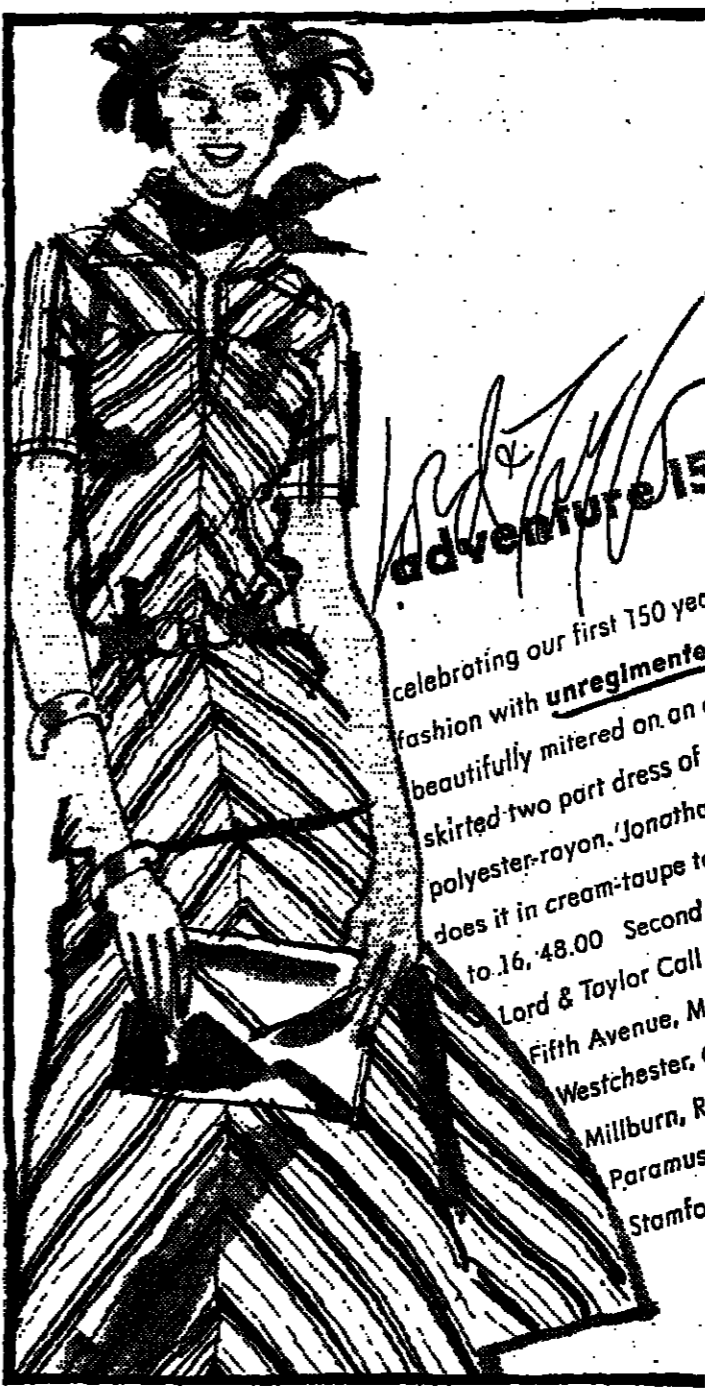 Lord & Taylor
adventure 15
celebrating our first 150 yea
fashion with unregimente
beautifully mitered on an
skirted two part dress of
polyester-rayon. Jonatha
does it in cream-taupe t
to 16, 48.00 Second
Lord & Taylor Call
Fifth Avenue, M
Westchester,
Millburn, R
Paramus
Stamfo